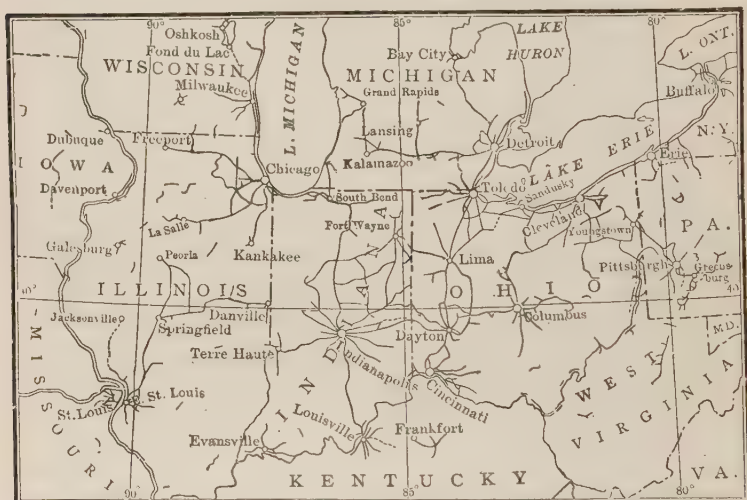 90°
85°
80°
Oshkosh
Fond du Lac
WISCONSIN
Milwaukee
L. MICHIGAN
Bay City
MICHIGAN
Grand Rapids
LAKE
HURON
L. ONT.
Buffalo
N.Y.
Dubuque
Freeport
Lansing
Kalamazoo
Detroit
LAKE ERIE
Erie
IOWA
Davenport
Chicago
South Bend
Toledo
Sandusky
Cleveland
Youngstown
PA.
La Salle
Fort Wayne
Galesburg
Kankakee
Peoria
Lima
Pittsburgh
Greensburg
ILLINOIS
INDIANA
OHIO
40
Jacksonville
Springfield
Danville
Columbus
Dayton
MD.
Terre Haute
Indianapolis
Cincinnati
WEST
VIRGINIA
MISSOURI
St. Louis
St. Louis
Louisville
Frankfort
Evansville
KENTUCKY
VA.
90°
85°
80°